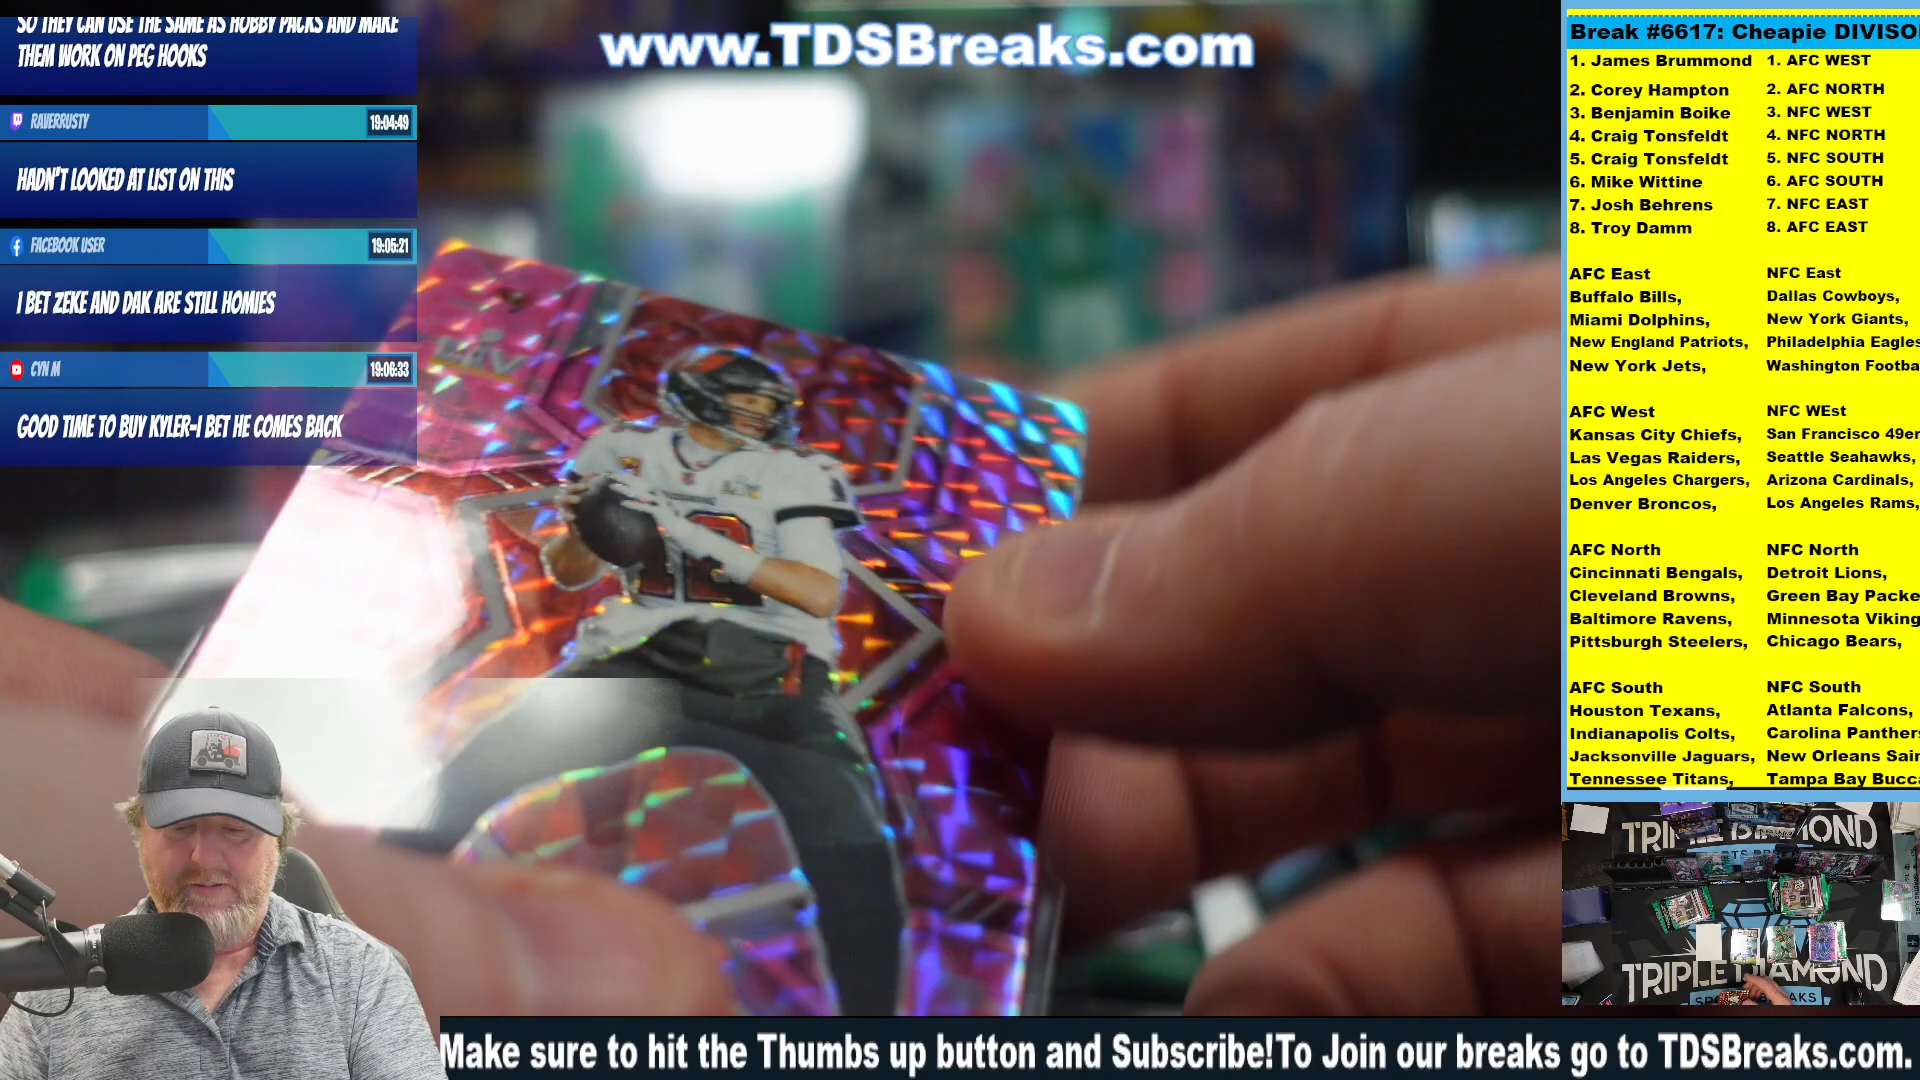 SO THEY CAN USE THE SAME AS HOBBY PACKS AND MAKE
THEM WORK ON PEG HOOKS
RAVERRUSTY
19:04:49
HADN'T LOOKED AT LIST ON THIS
FACEBOOK USER
19:05:21
I BET ZEKE AND DAK ARE STILL HOMIES
CYN M
19:06:33
GOOD TIME TO BUY KYLER-I BET HE COMES BACK
www.TDSBreaks.com
LIV
12
Break #6617: Cheapie DIVISO
1. James Brummond 1. AFC WEST
2. Corey Hampton 2. AFC NORTH
3. Benjamin Boike 3. NFC WEST
4. Craig Tonsfeldt 4. NFC NORTH
5. Craig Tonsfeldt 5. NFC SOUTH
6. Mike Wittine 6. AFC SOUTH
7. Josh Behrens 7. NFC EAST
8. Troy Damm 8. AFC EAST
AFC East NFC East
Buffalo Bills, Dallas Cowboys,
Miami Dolphins, New York Giants,
New England Patriots, Philadelphia Eagles
New York Jets, Washington Footba
AFC West NFC WEst
Kansas City Chiefs, San Francisco 49er
Las Vegas Raiders, Seattle Seahawks,
Los Angeles Chargers, Arizona Cardinals,
Denver Broncos, Los Angeles Rams,
AFC North NFC North
Cincinnati Bengals, Detroit Lions,
Cleveland Browns, Green Bay Packe
Baltimore Ravens, Minnesota Viking
Pittsburgh Steelers, Chicago Bears,
AFC South NFC South
Houston Texans, Atlanta Falcons,
Indianapolis Colts, Carolina Panthers
Jacksonville Jaguars, New Orleans Sain
Tennessee Titans, Tampa Bay Bucca
TRIPLE DIAMOND
TRIPLE DIAMOND
Make sure to hit the Thumbs up button and Subscribe!To Join our breaks go to TDSBreaks.com.